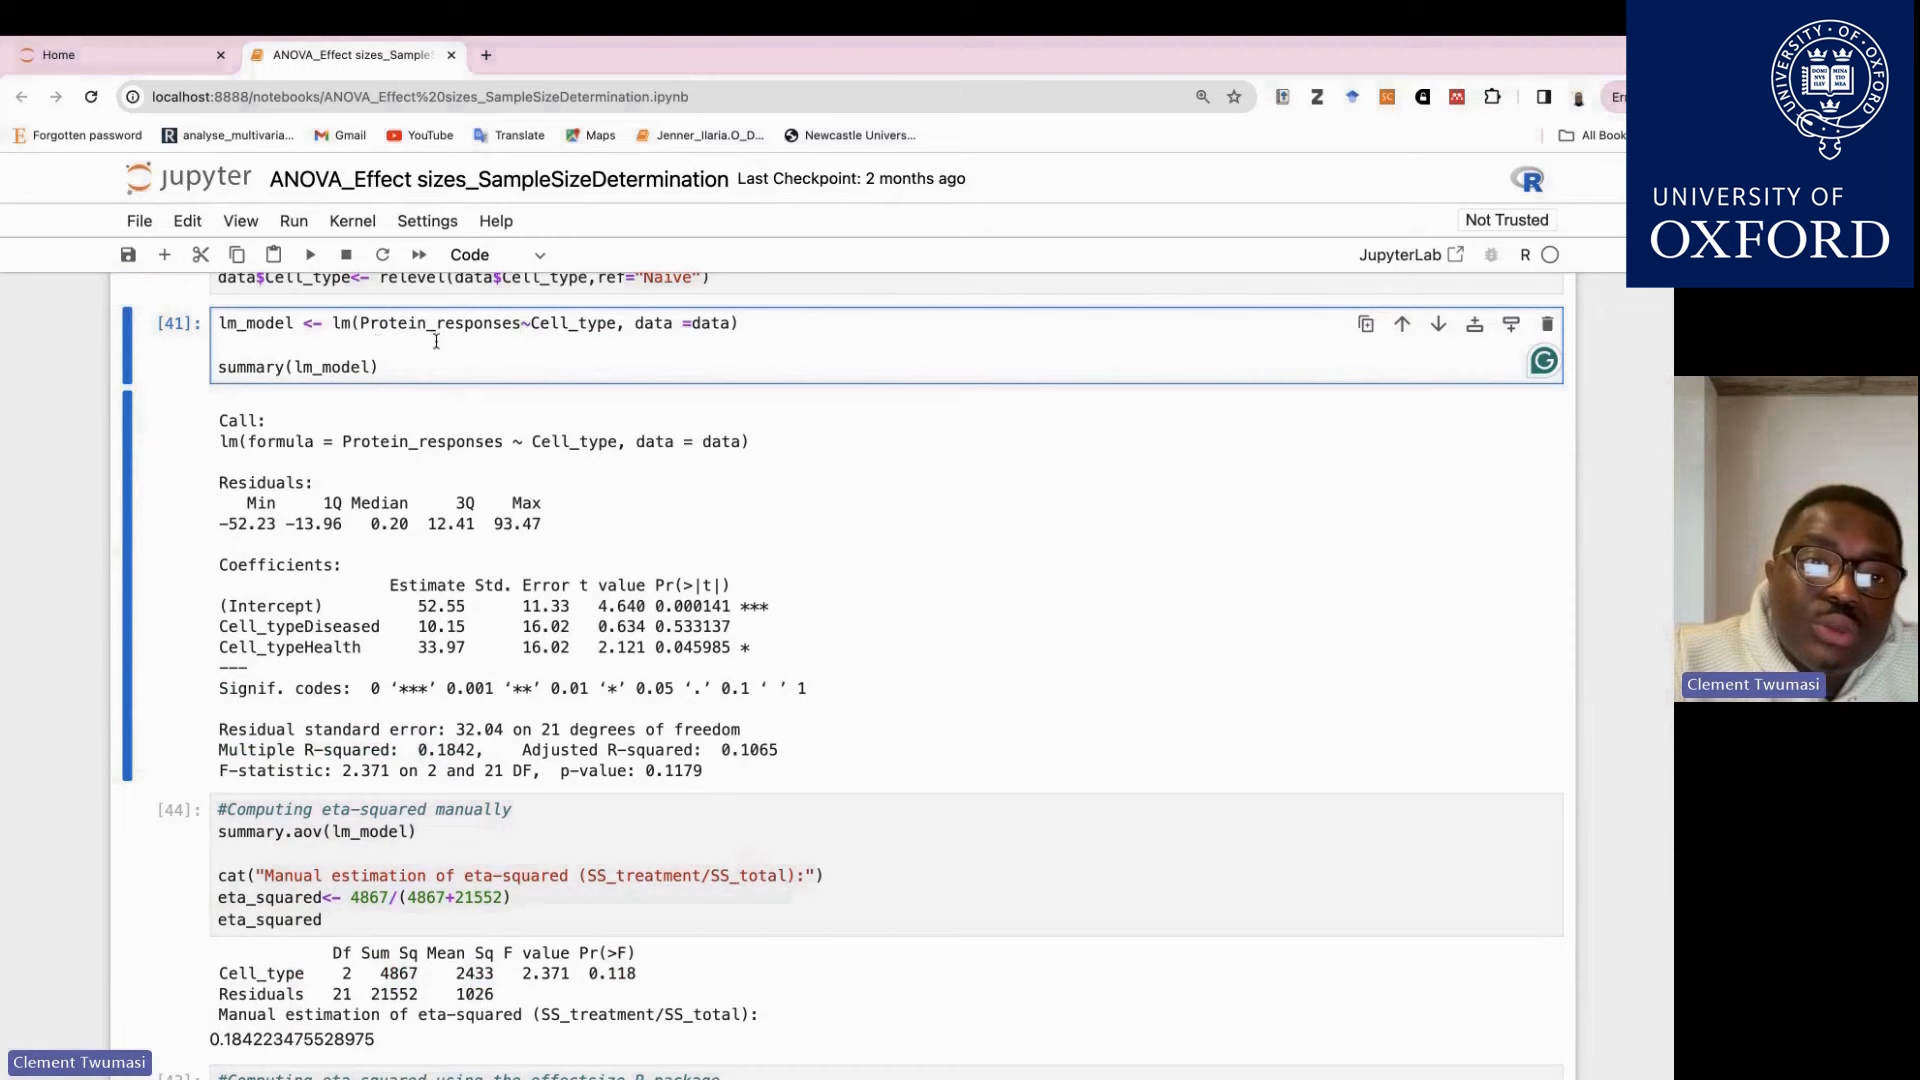 Home
ANOVA_Effect sizes_Sample
localhost:8888/notebooks/ANOVA_Effect%20sizes_SampleSizeDetermination.ipynb
Forgotten password
analyse_multivaria...
Gmail
YouTube
Translate
Maps
Jenner_Ilaria.O_D...
Newcastle Univers...
All Book
jupyter
ANOVA_Effect sizes_SampleSizeDetermination
Last Checkpoint: 2 months ago
File Edit View Run Kernel Settings Help
Not Trusted
Code
JupyterLab
R
UNIVERSITY OF
OXFORD
data$Cell_type<- relevel(data$Cell_type,ref="Naive")
[41]: lm_model <- lm(Protein_responses~Cell_type, data =data)
summary(lm_model)
Call:
lm(formula = Protein_responses ~ Cell_type, data = data)
Residuals:
Min 1Q Median 3Q Max
-52.23 -13.96 0.20 12.41 93.47
Coefficients:
Estimate Std. Error t value Pr(>|t|)
(Intercept) 52.55 11.33 4.640 0.000141 ***
Cell_typeDiseased 10.15 16.02 0.634 0.533137
Cell_typeHealth 33.97 16.02 2.121 0.045985 *
---
Signif. codes: 0 ‘***’ 0.001 ‘**’ 0.01 ‘*’ 0.05 ‘.’ 0.1 ‘ ’ 1
Residual standard error: 32.04 on 21 degrees of freedom
Multiple R-squared: 0.1842, Adjusted R-squared: 0.1065
F-statistic: 2.371 on 2 and 21 DF, p-value: 0.1179
[44]: #Computing eta-squared manually
summary.aov(lm_model)
cat("Manual estimation of eta-squared (SS_treatment/SS_total):")
eta_squared<- 4867/(4867+21552)
eta_squared
Df Sum Sq Mean Sq F value Pr(>F)
Cell_type 2 4867 2433 2.371 0.118
Residuals 21 21552 1026
Manual estimation of eta-squared (SS_treatment/SS_total):
0.184223475528975
#Computing eta squared using the effectsize R package
Clement Twumasi
Clement Twumasi